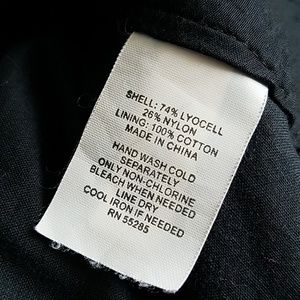 SHELL: 74% LYOCELL
26% NYLON
LINING: 100% COTTON
MADE IN CHINA
HAND WASH COLD
SEPARATELY
ONLY NON-CHLORINE
BLEACH WHEN NEEDED
LINE DRY
COOL IRON IF NEEDED
RN 55285